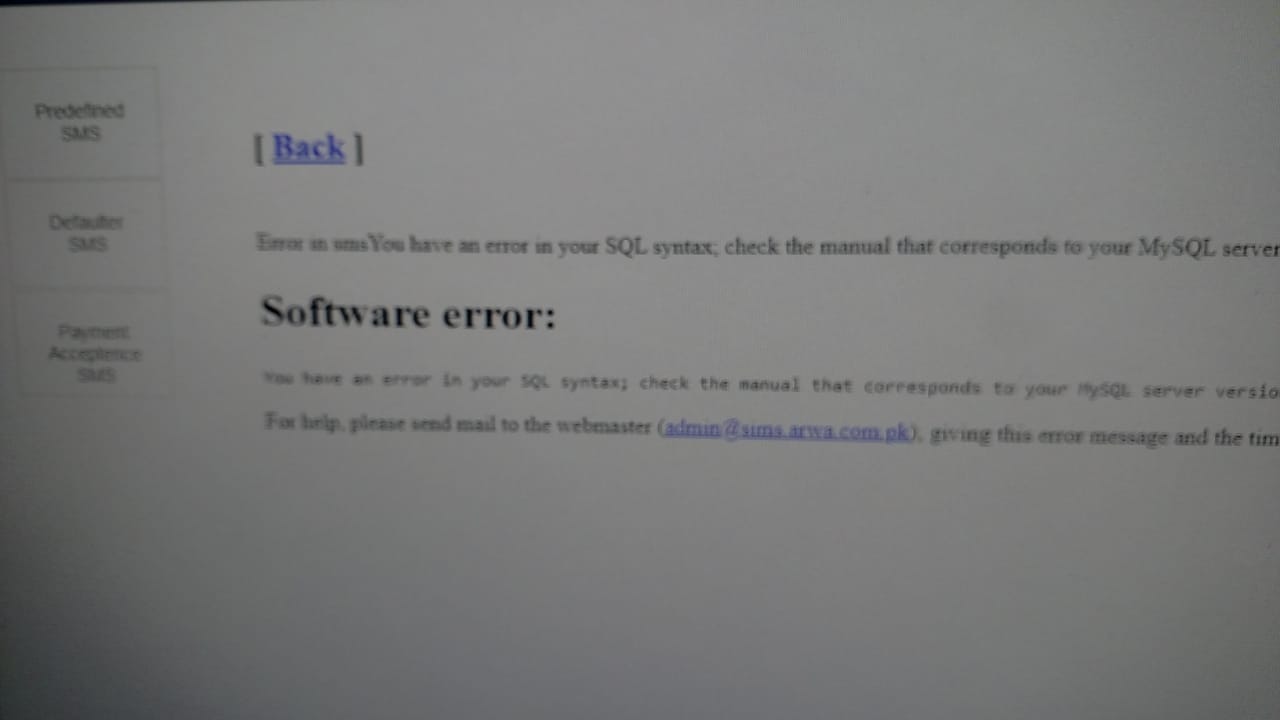 Predefined
SMS
[ Back ]
Defaulter
SMS
Error in smsYou have an error in your SQL syntax; check the manual that corresponds to your MySQL server
Software error:
Payment
Acceptence
SMS
You have an error in your SQL syntax; check the manual that corresponds to your MySQL server versio
For help, please send mail to the webmaster (admin@sims.arwa.com.pk), giving this error message and the tim